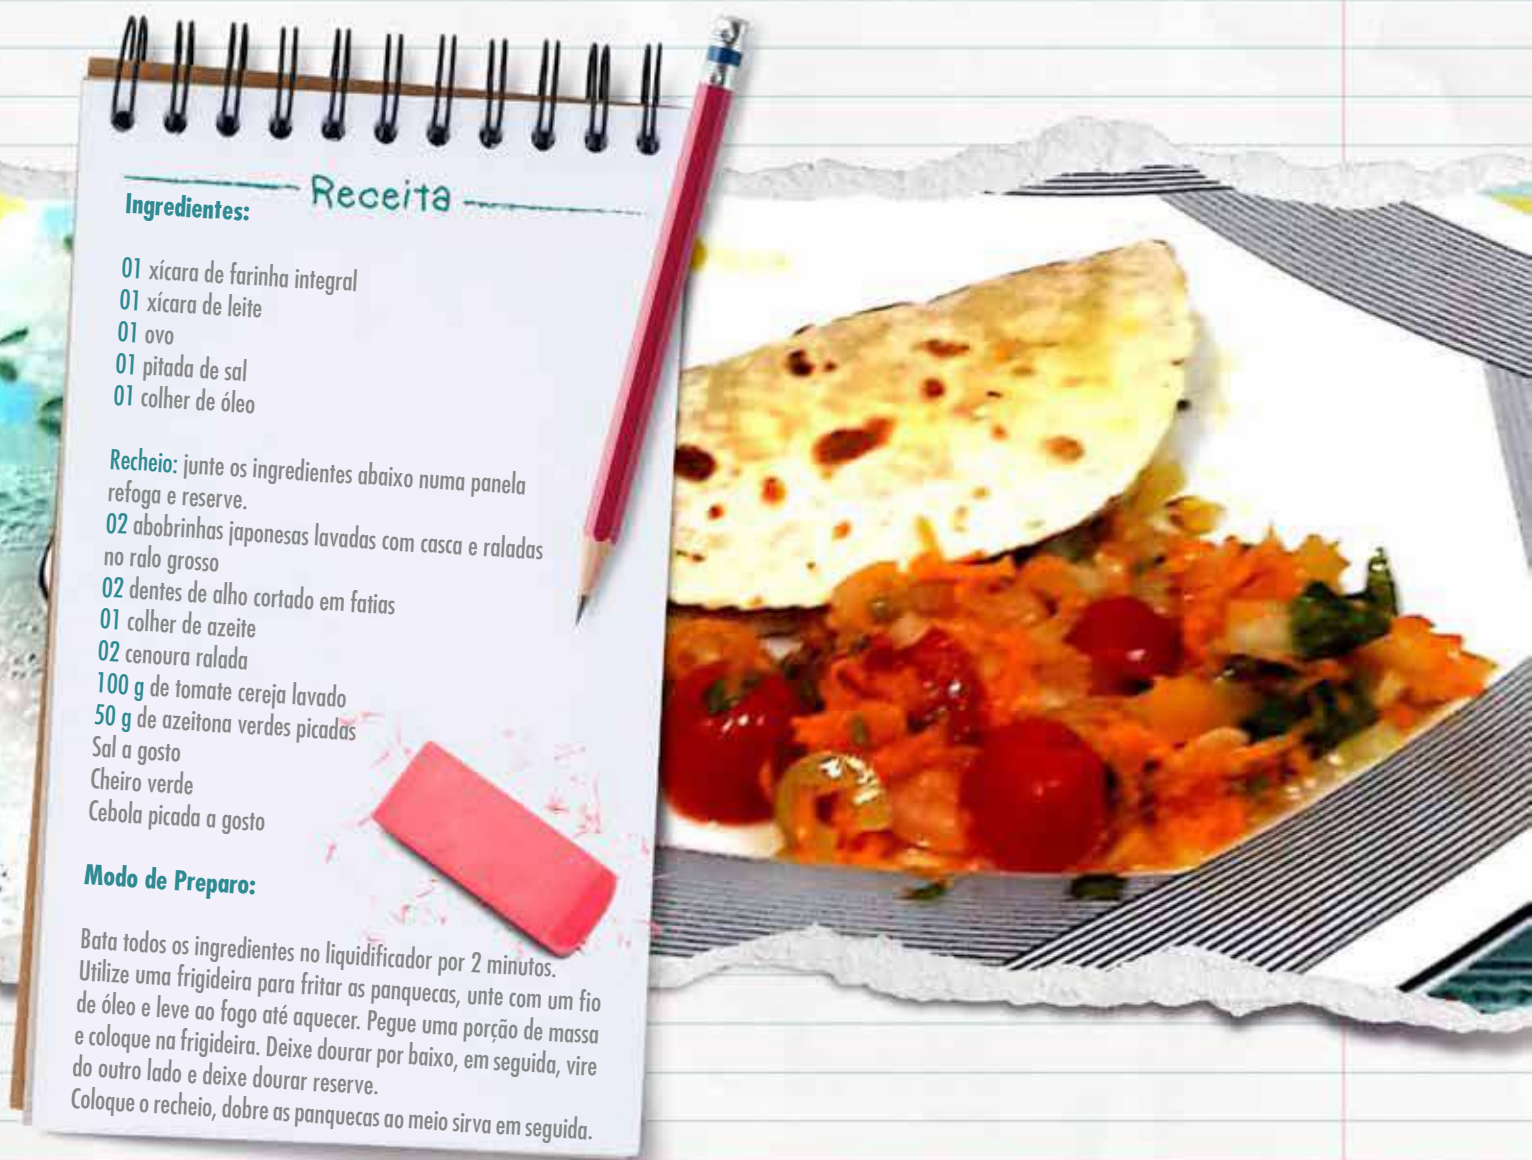 Receita
Ingredientes:
01 xícara de farinha integral
01 xícara de leite
01 ovo
01 pitada de sal
01 colher de óleo
Recheio: junte os ingredientes abaixo numa panela
refoga e reserve.
02 abobrinhas japonesas lavadas com casca e raladas
no ralo grosso
02 dentes de alho cortado em fatias
01 colher de azeite
02 cenoura ralada
100 g de tomate cereja lavado
50 g de azeitona verdes picadas
Sal a gosto
Cheiro verde
Cebola picada a gosto
Modo de Preparo:
Bata todos os ingredientes no liquidificador por 2 minutos.
Utilize uma frigideira para fritar as panquecas, unte com um fio
de óleo e leve ao fogo até aquecer. Pegue uma porção de massa
e coloque na frigideira. Deixe dourar por baixo, em seguida, vire
do outro lado e deixe dourar reserve.
Coloque o recheio, dobre as panquecas ao meio sirva em seguida.